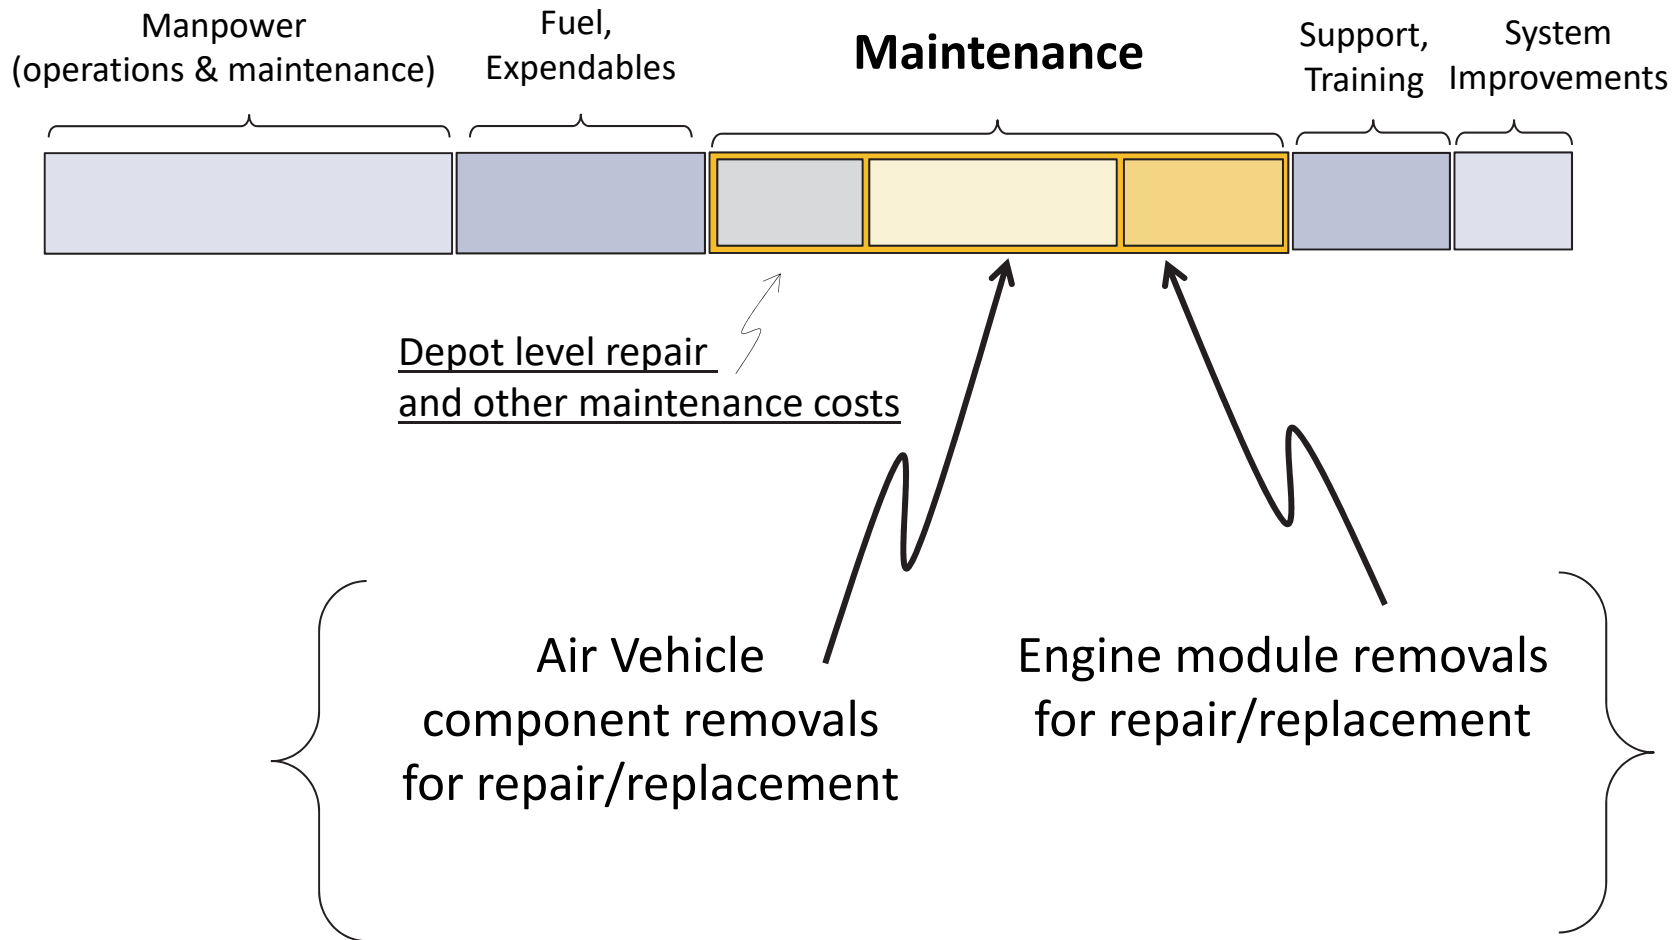 Manpower
(operations & maintenance)
Fuel,
Expendables
Maintenance
Support,
Training
System
Improvements
Depot level repair
and other maintenance costs
Air Vehicle
component removals
for repair/replacement
Engine module removals
for repair/replacement